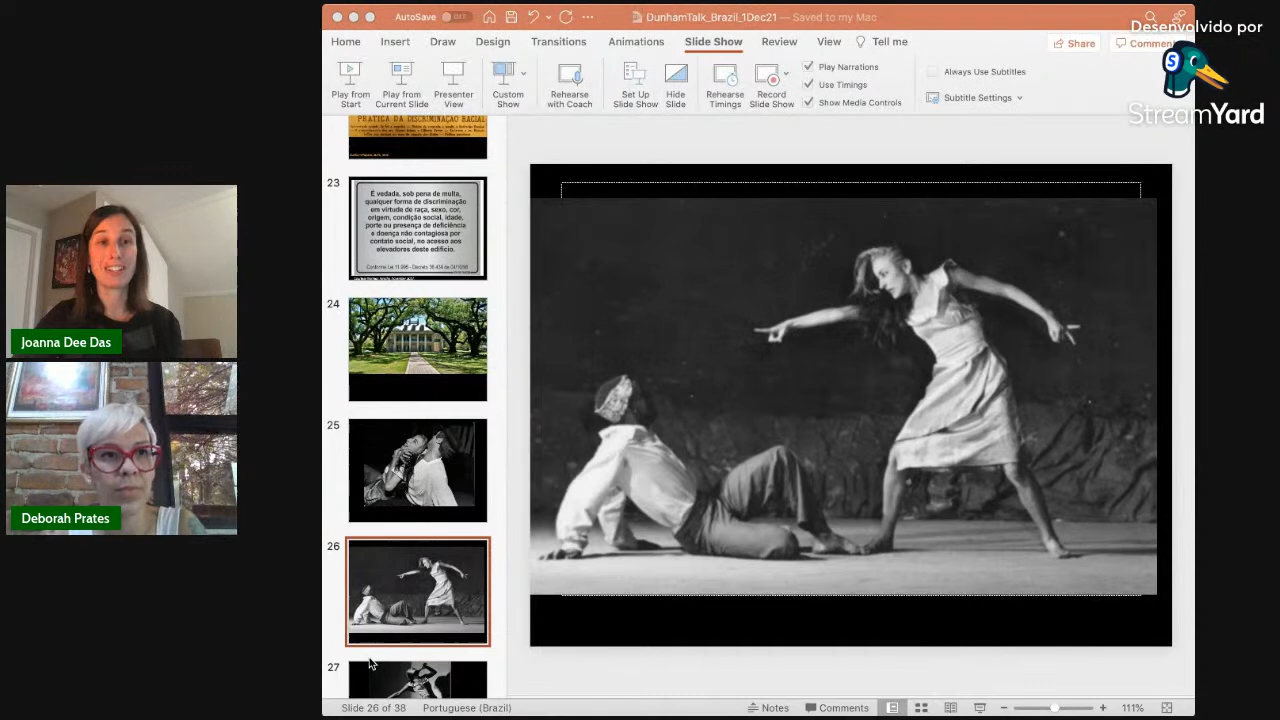 AutoSave OFF
DunhamTalk_Brazil_1Dec21 — Saved to my Mac
Desenvolvido por
StreamYard
Home Insert Draw Design Transitions Animations Slide Show Review View Tell me
Share Comments
Play from Start
Play from Current Slide
Presenter View
Custom Show
Rehearse with Coach
Set Up Slide Show
Hide Slide
Rehearse Timings
Record Slide Show
Play Narrations
Use Timings
Show Media Controls
Always Use Subtitles
Subtitle Settings
PRÁTICA DA DISCRIMINAÇÃO RACIAL
23
É vedada, sob pena de multa,
qualquer forma de discriminação
em virtude de raça, sexo, cor,
origem, condição social, idade,
porte ou presença de deficiência
e doença não contagiosa por
contato social, no acesso aos
elevadores deste edifício.
24
25
26
27
Joanna Dee Das
Deborah Prates
Slide 26 of 38 Portuguese (Brazil)
Notes Comments
111%